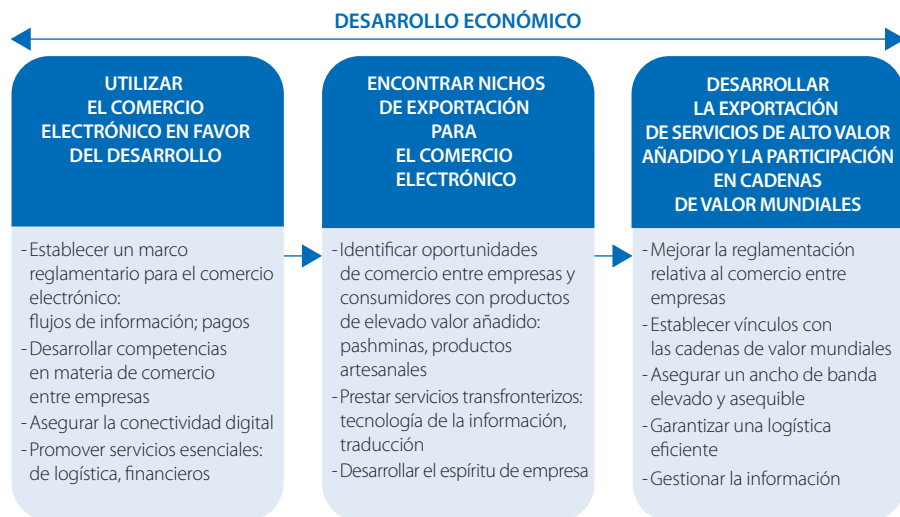 DESARROLLO ECONÓMICO
UTILIZAR
EL COMERCIO
ELECTRÓNICO EN FAVOR
DEL DESARROLLO
- Establecer un marco
reglamentario para el comercio
electrónico:
flujos de información; pagos
- Desarrollar competencias
en materia de comercio
entre empresas
- Asegurar la conectividad digital
- Promover servicios esenciales:
de logística, financieros
ENCONTRAR NICHOS
DE EXPORTACIÓN
PARA
EL COMERCIO
ELECTRÓNICO
- Identificar oportunidades
de comercio entre empresas y
consumidores con productos
de elevado valor añadido:
pashminas, productos
artesanales
- Prestar servicios transfronterizos:
tecnología de la información,
traducción
- Desarrollar el espíritu de empresa
DESARROLLAR
LA EXPORTACIÓN
DE SERVICIOS DE ALTO VALOR
AÑADIDO Y LA PARTICIPACIÓN
EN CADENAS
DE VALOR MUNDIALES
- Mejorar la reglamentación
relativa al comercio entre
empresas
- Establecer vínculos con
las cadenas de valor mundiales
- Asegurar un ancho de banda
elevado y asequible
- Garantizar una logística
eficiente
- Gestionar la información